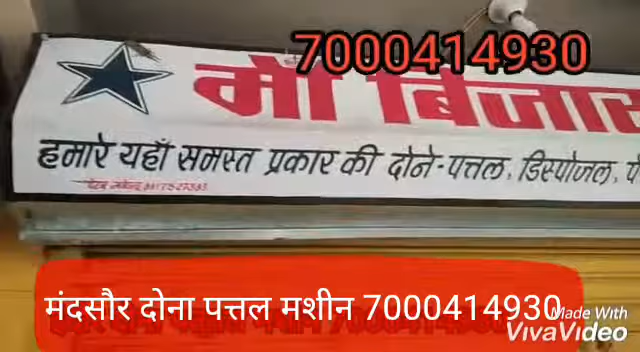 7000414930
माँ बिजा
हमारे यहाँ समस्त प्रकार की दोने-पत्तल, डिस्पोजल,
मंदसौर दोना पत्तल मशीन 7000414930
Made With
VivaVideo